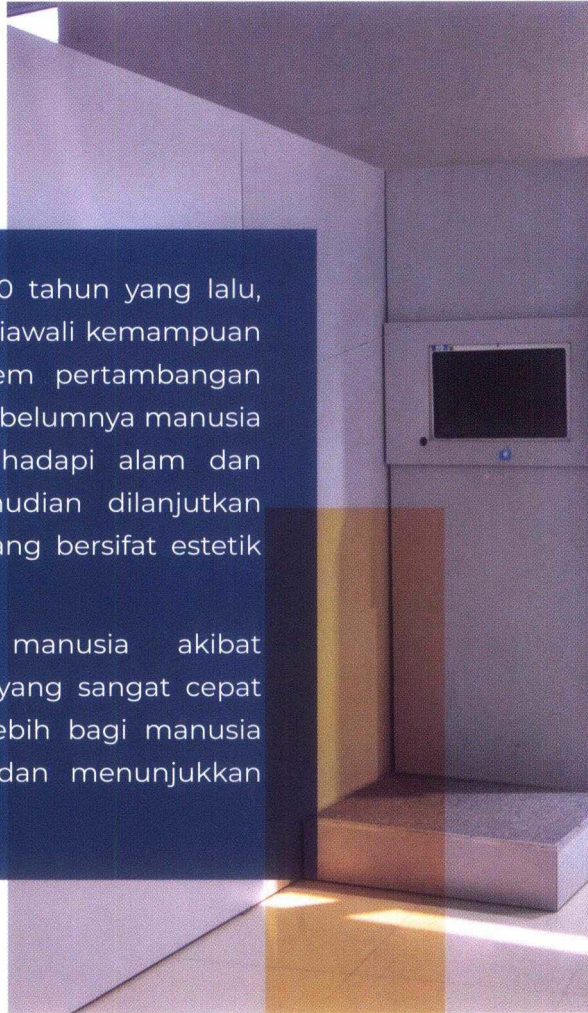 0 tahun yang lalu,
iawali kemampuan
em pertambangan
belumnya manusia
hadapi alam dan
udian dilanjutkan
ang bersifat estetik
manusia akibat
yang sangat cepat
ebih bagi manusia
dan menunjukkan